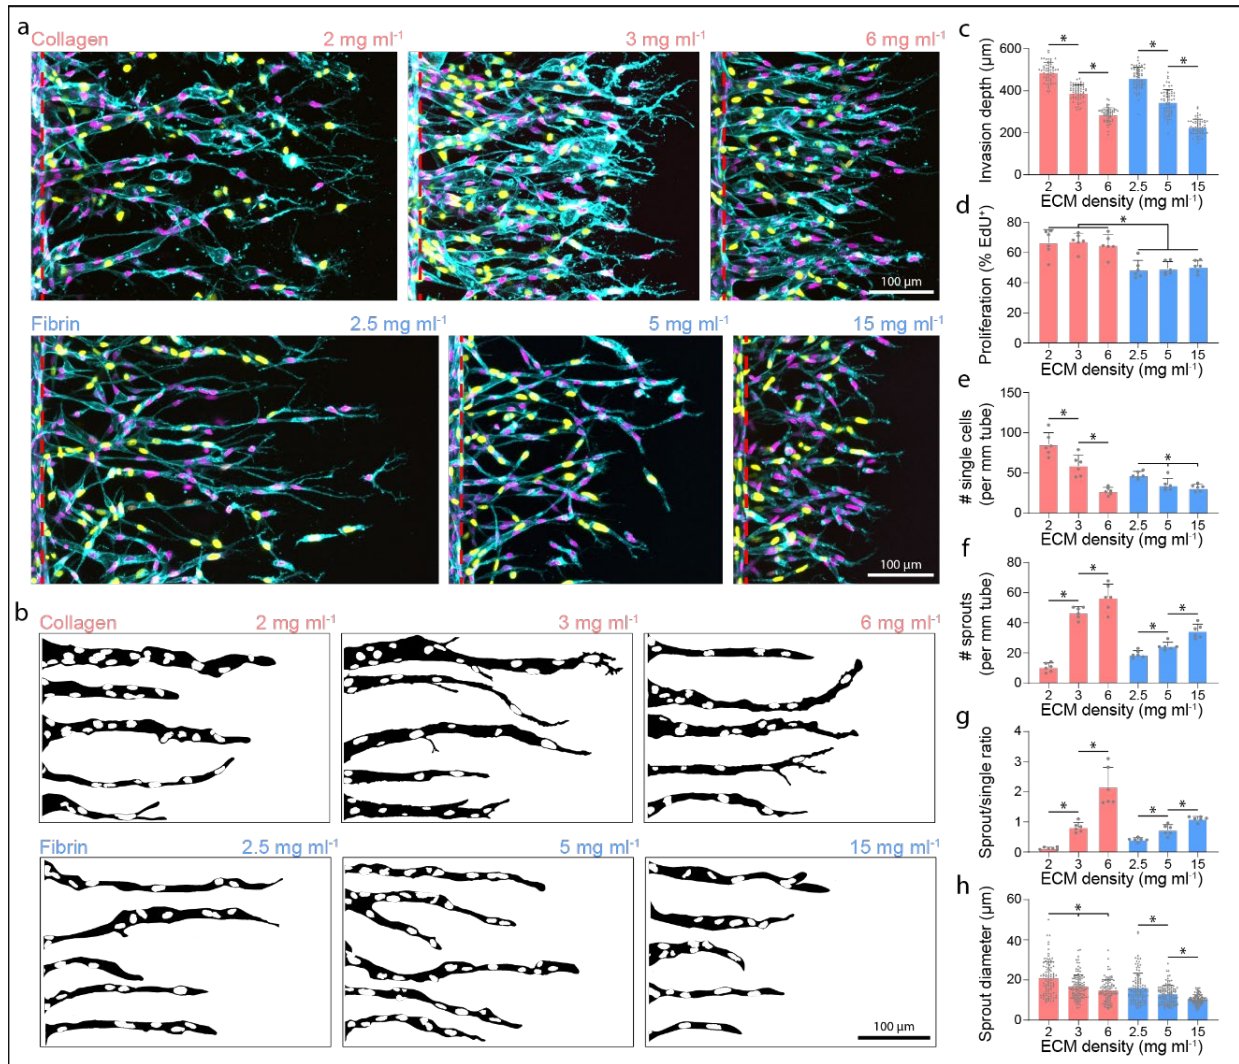 a
Collagen 2 mg ml⁻¹ 3 mg ml⁻¹ 6 mg ml⁻¹
100 µm
Fibrin 2.5 mg ml⁻¹ 5 mg ml⁻¹ 15 mg ml⁻¹
100 µm
b
Collagen 2 mg ml⁻¹ 3 mg ml⁻¹ 6 mg ml⁻¹
Fibrin 2.5 mg ml⁻¹ 5 mg ml⁻¹ 15 mg ml⁻¹
100 µm
c
Invasion depth (µm)
600
400
200
0
* * * *
2 3 6 2.5 5 15
ECM density (mg ml⁻¹)
d
Proliferation (% EdU⁺)
80
60
40
20
0
*
2 3 6 2.5 5 15
ECM density (mg ml⁻¹)
e
# single cells
(per mm tube)
150
100
50
0
* * *
2 3 6 2.5 5 15
ECM density (mg ml⁻¹)
f
# sprouts
(per mm tube)
80
60
40
20
0
* * * *
2 3 6 2.5 5 15
ECM density (mg ml⁻¹)
g
Sprout/single ratio
4
3
2
1
0
* * * *
2 3 6 2.5 5 15
ECM density (mg ml⁻¹)
h
Sprout diameter (µm)
60
40
20
0
* * *
2 3 6 2.5 5 15
ECM density (mg ml⁻¹)